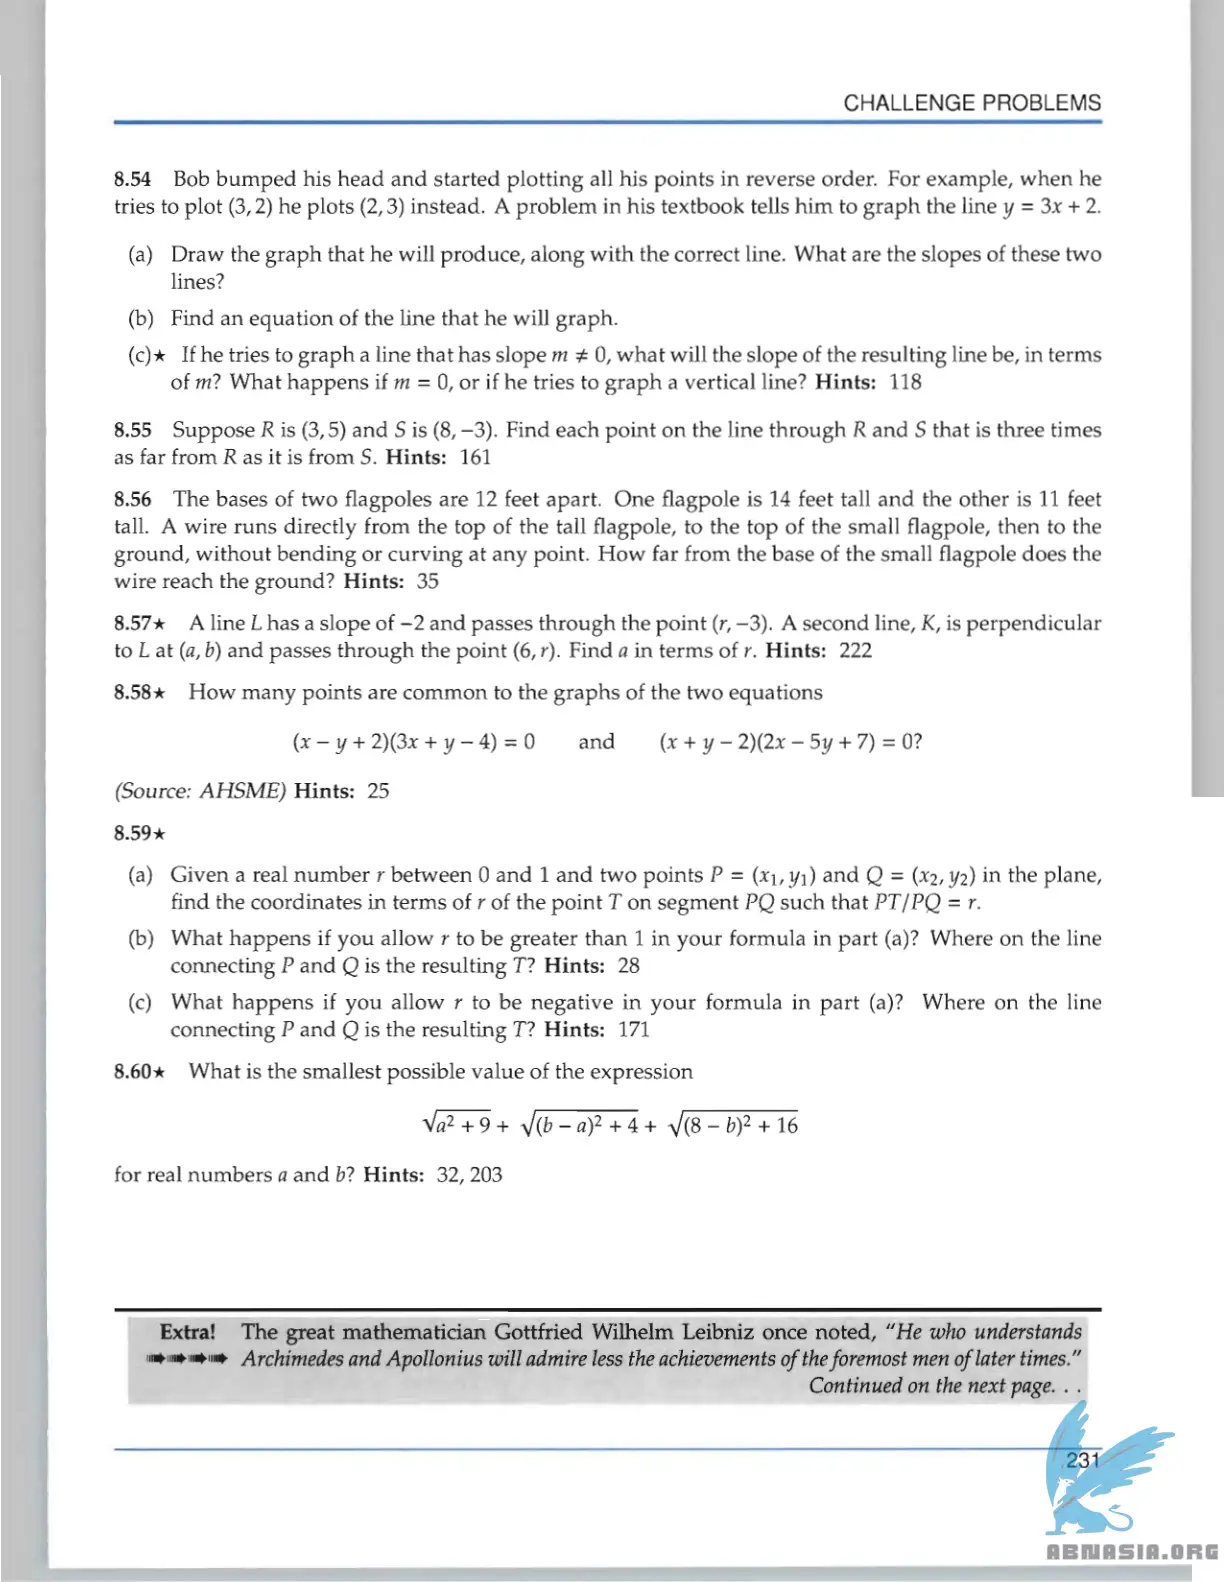 CHALLENGE PROBLEMS
8.54 Bob bumped his head and started plotting all his points in reverse order. For example, when he
tries to plot (3, 2) he plots (2, 3) instead. A problem in his textbook tells him to graph the line y = 3x + 2.
(a) Draw the graph that he will produce, along with the correct line. What are the slopes of these two
lines?
(b) Find an equation of the line that he will graph.
(c)★ If he tries to graph a line that has slope m ≠ 0, what will the slope of the resulting line be, in terms
of m? What happens if m = 0, or if he tries to graph a vertical line? Hints: 118
8.55 Suppose R is (3, 5) and S is (8, −3). Find each point on the line through R and S that is three times
as far from R as it is from S. Hints: 161
8.56 The bases of two flagpoles are 12 feet apart. One flagpole is 14 feet tall and the other is 11 feet
tall. A wire runs directly from the top of the tall flagpole, to the top of the small flagpole, then to the
ground, without bending or curving at any point. How far from the base of the small flagpole does the
wire reach the ground? Hints: 35
8.57★ A line L has a slope of −2 and passes through the point (r, −3). A second line, K, is perpendicular
to L at (a, b) and passes through the point (6, r). Find a in terms of r. Hints: 222
8.58★ How many points are common to the graphs of the two equations
(x − y + 2)(3x + y − 4) = 0 and (x + y − 2)(2x − 5y + 7) = 0?
(Source: AHSME) Hints: 25
8.59★
(a) Given a real number r between 0 and 1 and two points P = (x₁, y₁) and Q = (x₂, y₂) in the plane,
find the coordinates in terms of r of the point T on segment PQ such that PT/PQ = r.
(b) What happens if you allow r to be greater than 1 in your formula in part (a)? Where on the line
connecting P and Q is the resulting T? Hints: 28
(c) What happens if you allow r to be negative in your formula in part (a)? Where on the line
connecting P and Q is the resulting T? Hints: 171
8.60★ What is the smallest possible value of the expression
√(a² + 9) + √((b − a)² + 4) + √((8 − b)² + 16)
for real numbers a and b? Hints: 32, 203
Extra! The great mathematician Gottfried Wilhelm Leibniz once noted, "He who understands
Archimedes and Apollonius will admire less the achievements of the foremost men of later times."
Continued on the next page. . .
231
ABNASIA.ORG